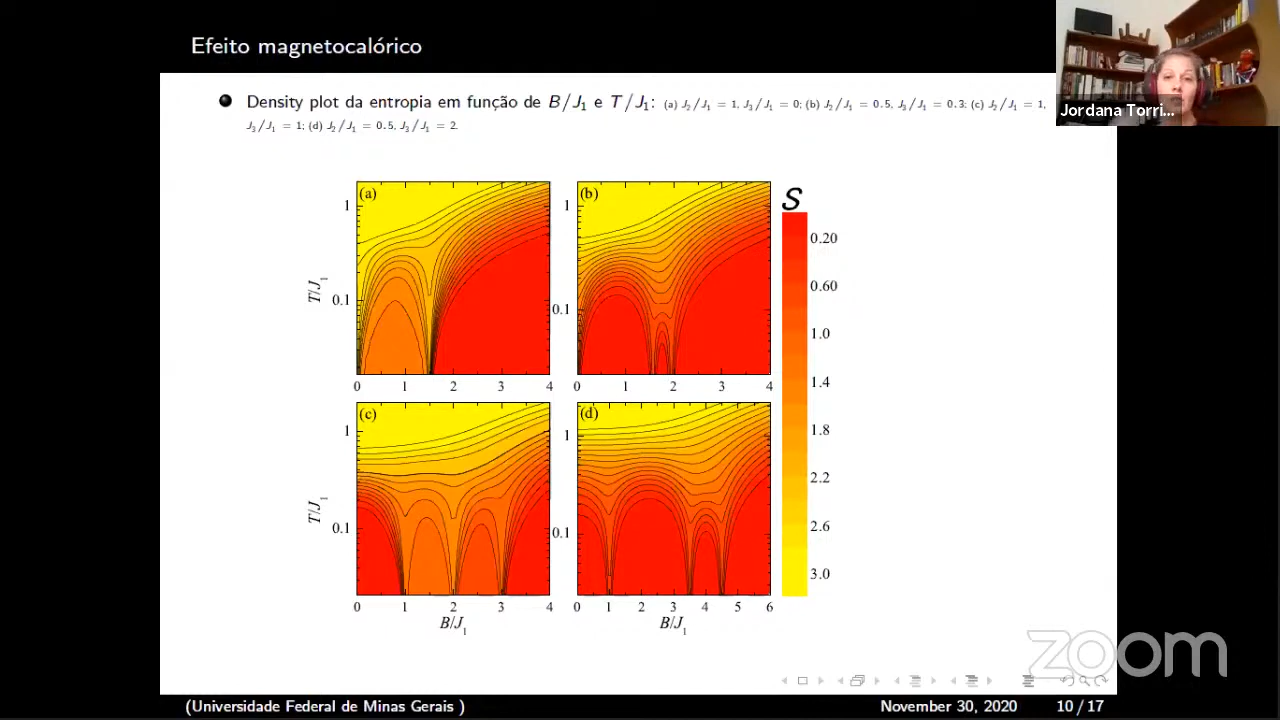 Efeito magnetocalórico
Jordana Torri...
Density plot da entropia em função de B/J₁ e T/J₁: (a) J₂/J₁ = 1, J₃/J₁ = 0; (b) J₂/J₁ = 0.5, J₃/J₁ = 0.3; (c) J₂/J₁ = 1,
J₃/J₁ = 1; (d) J₂/J₁ = 0.5, J₃/J₁ = 2.
(a)
1
0.1
T/J₁
0 1 2 3 4
(b)
1
0.1
0 1 2 3 4
S
0.20
0.60
1.0
1.4
1.8
2.2
2.6
3.0
(c)
1
0.1
T/J₁
0 1 2 3 4
B/J₁
(d)
1
0.1
0 1 2 3 4 5 6
B/J₁
zoom
(Universidade Federal de Minas Gerais ) November 30, 2020 10 / 17